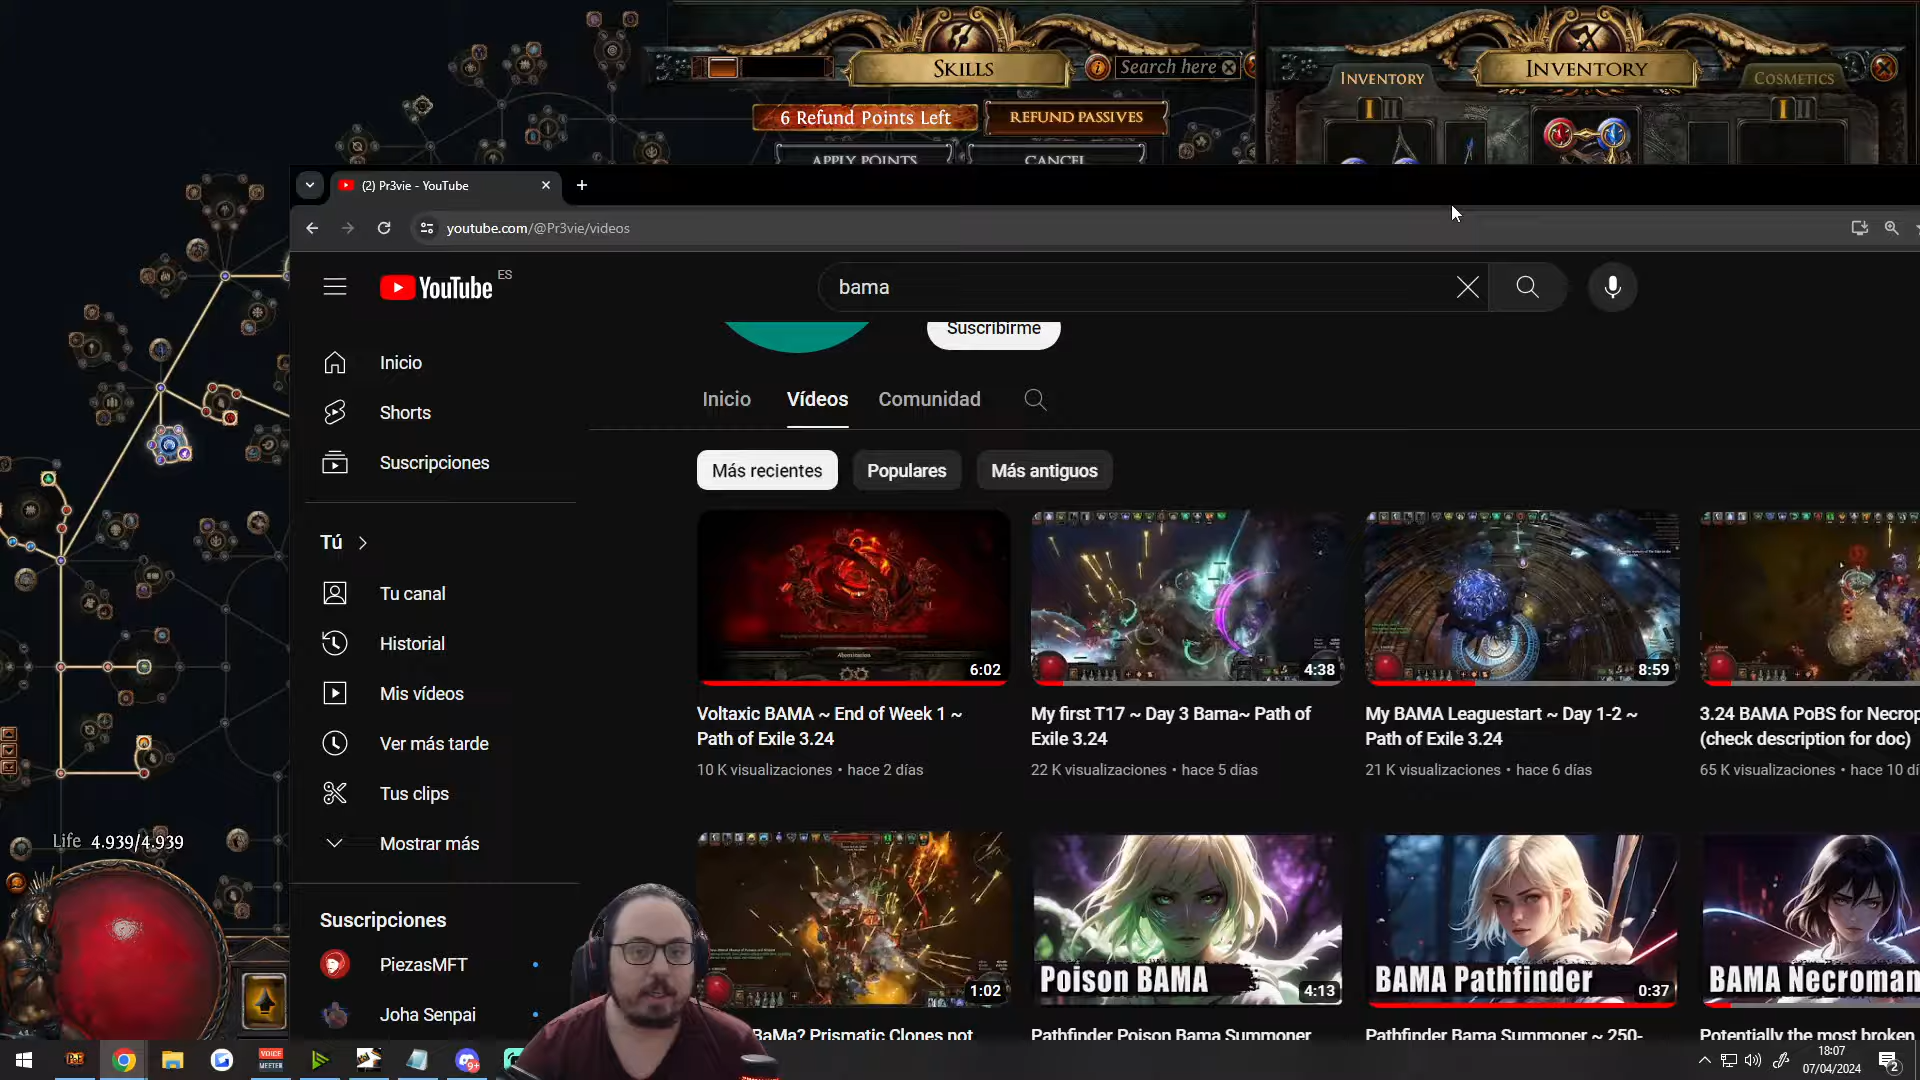 SKILLS
Search here
INVENTORY
INVENTORY
COSMETICS
I II
I II
6 Refund Points Left
REFUND PASSIVES
APPLY POINTS
CANCEL
(2) Pr3vie - YouTube
youtube.com/@Pr3vie/videos
YouTube ES
bama
Suscribirme
Inicio
Shorts
Suscripciones
Tú
Tu canal
Historial
Mis vídeos
Ver más tarde
Tus clips
Mostrar más
Suscripciones
PiezasMFT
Joha Senpai
Inicio
Vídeos
Comunidad
Más recientes
Populares
Más antiguos
6:02
4:38
8:59
Voltaxic BAMA ~ End of Week 1 ~
Path of Exile 3.24
10 K visualizaciones • hace 2 días
My first T17 ~ Day 3 Bama~ Path of
Exile 3.24
22 K visualizaciones • hace 5 días
My BAMA Leaguestart ~ Day 1-2 ~
Path of Exile 3.24
21 K visualizaciones • hace 6 días
3.24 BAMA PoBS for Necrop
(check description for doc)
65 K visualizaciones • hace 10 dí
1:02
Poison BAMA
4:13
BAMA Pathfinder
0:37
BAMA Necroman
BaMa? Prismatic Clones not
Pathfinder Poison Bama Summoner
Pathfinder Bama Summoner ~ 250-
Potentially the most broken
Life 4.939/4.939
VOICE
MEETER
9+
18:07
07/04/2024
2